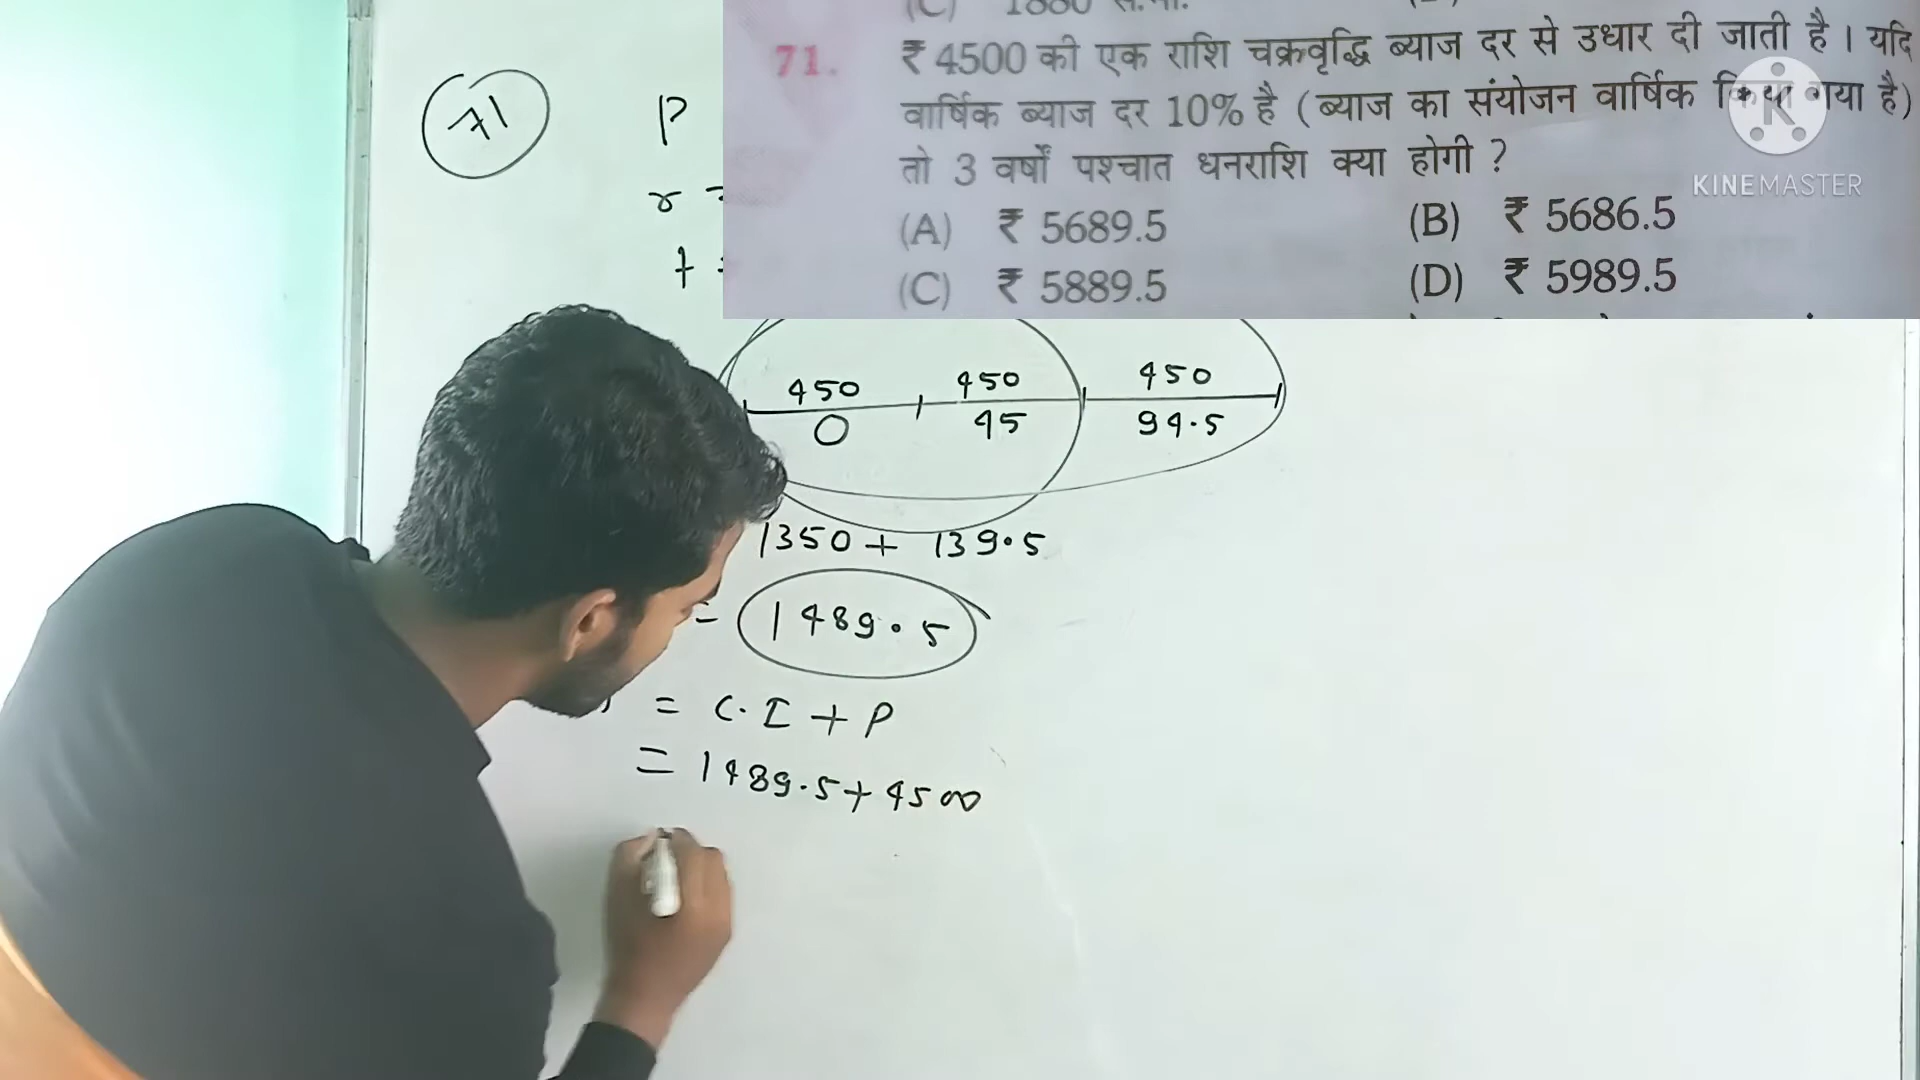 71.
₹ 4500 की एक राशि चक्रवृद्धि ब्याज दर से उधार दी जाती है । यदि
वार्षिक ब्याज दर 10% है ( ब्याज का संयोजन वार्षिक किया गया है )
तो 3 वर्षों पश्चात धनराशि क्या होगी ?
(A) ₹ 5689.5 (B) ₹ 5686.5
(C) ₹ 5889.5 (D) ₹ 5989.5
KINEMASTER
71
P
r
t
450 450 450
0 45 94.5
1350 + 139.5
= 1489.5
= C.I + P
= 1489.5 + 4500